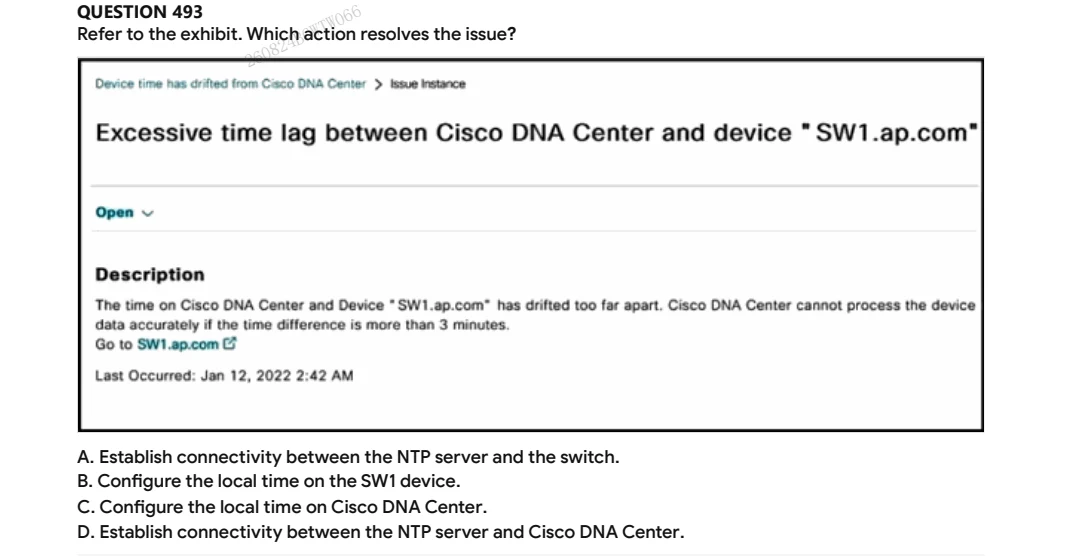 QUESTION 493
Refer to the exhibit. Which action resolves the issue?
Device time has drifted from Cisco DNA Center > Issue Instance
Excessive time lag between Cisco DNA Center and device "SW1.ap.com"
Open
Description
The time on Cisco DNA Center and Device "SW1.ap.com" has drifted too far apart. Cisco DNA Center cannot process the device
data accurately if the time difference is more than 3 minutes.
Go to SW1.ap.com
Last Occurred: Jan 12, 2022 2:42 AM
A. Establish connectivity between the NTP server and the switch.
B. Configure the local time on the SW1 device.
C. Configure the local time on Cisco DNA Center.
D. Establish connectivity between the NTP server and Cisco DNA Center.